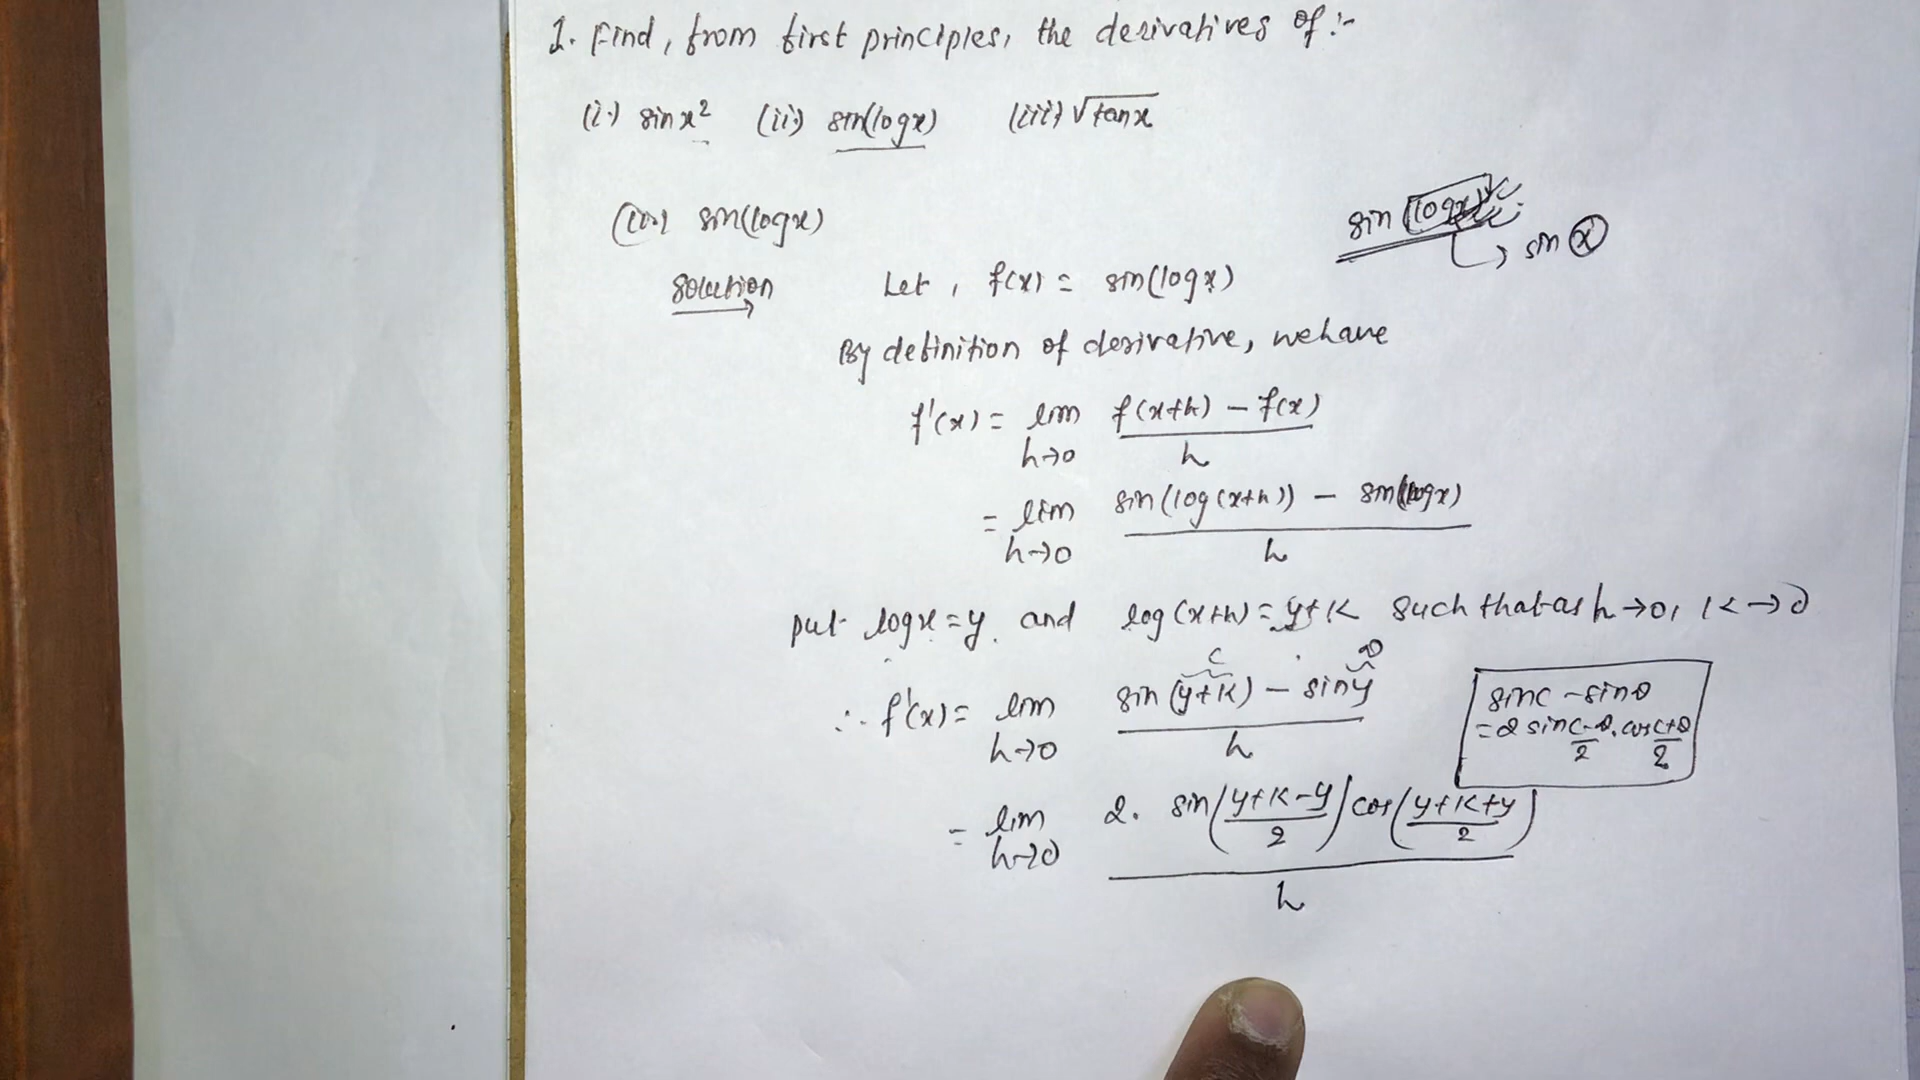 1. Find, from first principles, the derivatives of :-
(i) sin x² (ii) sin(log x) (iii) √tan x
sin(log x)
sin (log x)
→ sin x
Solution Let, f(x) = sin(log x)
By definition of derivative, we have
f'(x) = lim h→0 f(x+h) − f(x) / h
= lim h→0 sin(log(x+h)) − sin(log x) / h
put log x = y and log(x+h) = y+k such that as h→0, k→0
∴ f'(x) = lim h→0 sin(y+k) − sin y / h
C D
sin C − sin D
= 2 sin C−D/2 . cos C+D/2
= lim h→0 2. sin(y+k−y / 2) cos(y+k+y / 2) / h